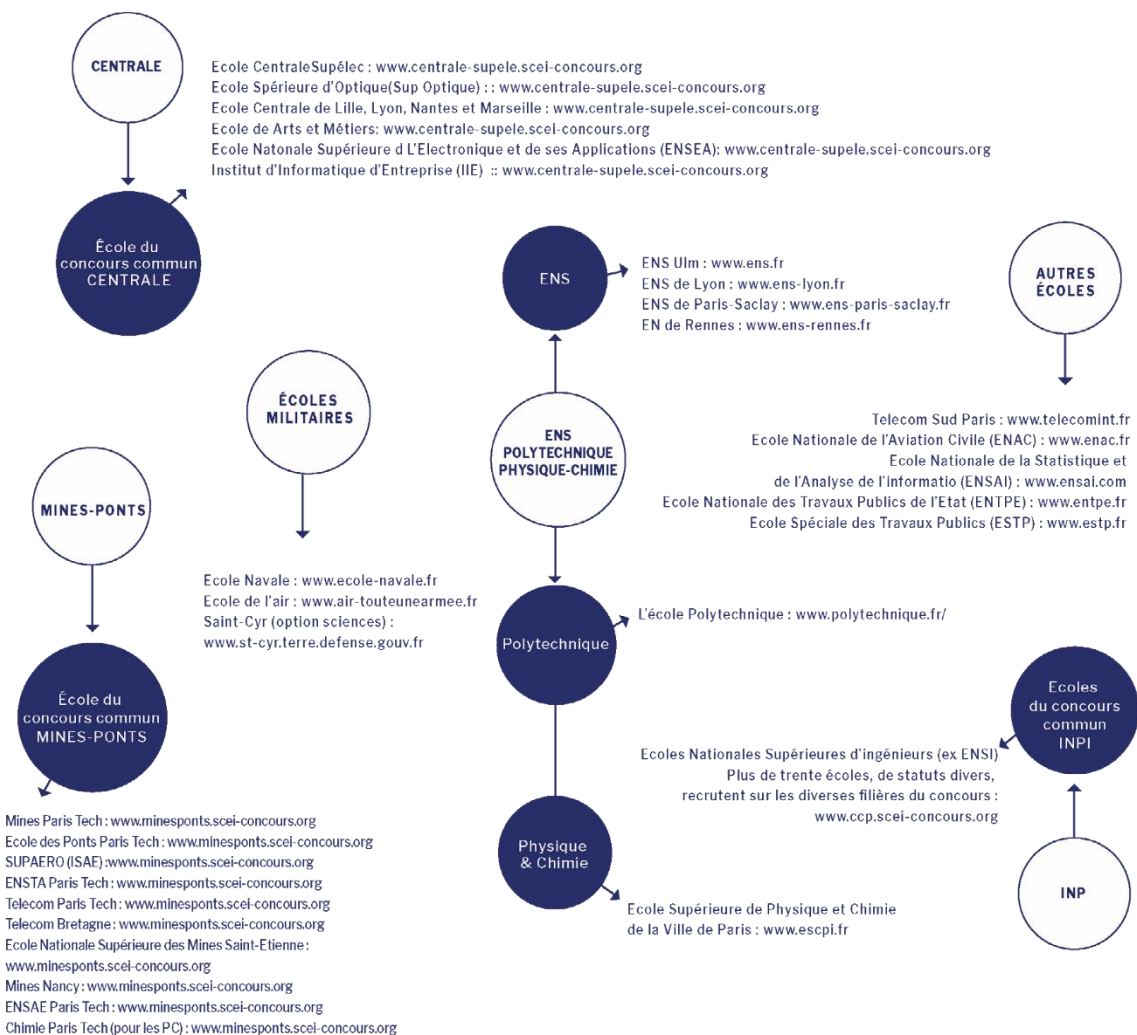 CENTRALE
Ecole CentraleSupélec : www.centrale-supele.scei-concours.org
Ecole Spérieure d'Optique(Sup Optique) : : www.centrale-supele.scei-concours.org
Ecole Centrale de Lille, Lyon, Nantes et Marseille : www.centrale-supele.scei-concours.org
Ecole de Arts et Métiers: www.centrale-supele.scei-concours.org
Ecole Natonale Supérieure d L'Electronique et de ses Applications (ENSEA): www.centrale-supele.scei-concours.org
Institut d'Informatique d'Entreprise (IIE) :: www.centrale-supele.scei-concours.org
École du
concours commun
CENTRALE
ENS
ENS Ulm : www.ens.fr
ENS de Lyon : www.ens-lyon.fr
ENS de Paris-Saclay : www.ens-paris-saclay.fr
EN de Rennes : www.ens-rennes.fr
AUTRES
ÉCOLES
Telecom Sud Paris : www.telecomint.fr
Ecole Nationale de l'Aviation Civile (ENAC) : www.enac.fr
Ecole Nationale de la Statistique et
de l'Analyse de l'informatio (ENSAI) : www.ensai.com
Ecole Nationale des Travaux Publics de l'Etat (ENTPE) : www.entpe.fr
Ecole Spéciale des Travaux Publics (ESTP) : www.estp.fr
ÉCOLES
MILITAIRES
Ecole Navale : www.ecole-navale.fr
Ecole de l'air : www.air-touteunearmee.fr
Saint-Cyr (option sciences) :
www.st-cyr.terre.defense.gouv.fr
ENS
POLYTECHNIQUE
PHYSIQUE-CHIMIE
Polytechnique
L'école Polytechnique : www.polytechnique.fr/
Physique
& Chimie
Ecole Supérieure de Physique et Chimie
de la Ville de Paris : www.escpi.fr
MINES-PONTS
École du
concours commun
MINES-PONTS
Mines Paris Tech : www.minesponts.scei-concours.org
Ecole des Ponts Paris Tech : www.minesponts.scei-concours.org
SUPAERO (ISAE) :www.minesponts.scei-concours.org
ENSTA Paris Tech : www.minesponts.scei-concours.org
Telecom Paris Tech : www.minesponts.scei-concours.org
Telecom Bretagne : www.minesponts.scei-concours.org
Ecole Nationale Supérieure des Mines Saint-Etienne :
www.minesponts.scei-concours.org
Mines Nancy : www.minesponts.scei-concours.org
ENSAE Paris Tech : www.minesponts.scei-concours.org
Chimie Paris Tech (pour les PC) : www.minesponts.scei-concours.org
Ecoles
du concours
commun
INPI
Ecoles Nationales Supérieures d'ingénieurs (ex ENSI)
Plus de trente écoles, de statuts divers,
recrutent sur les diverses filières du concours :
www.ccp.scei-concours.org
INP